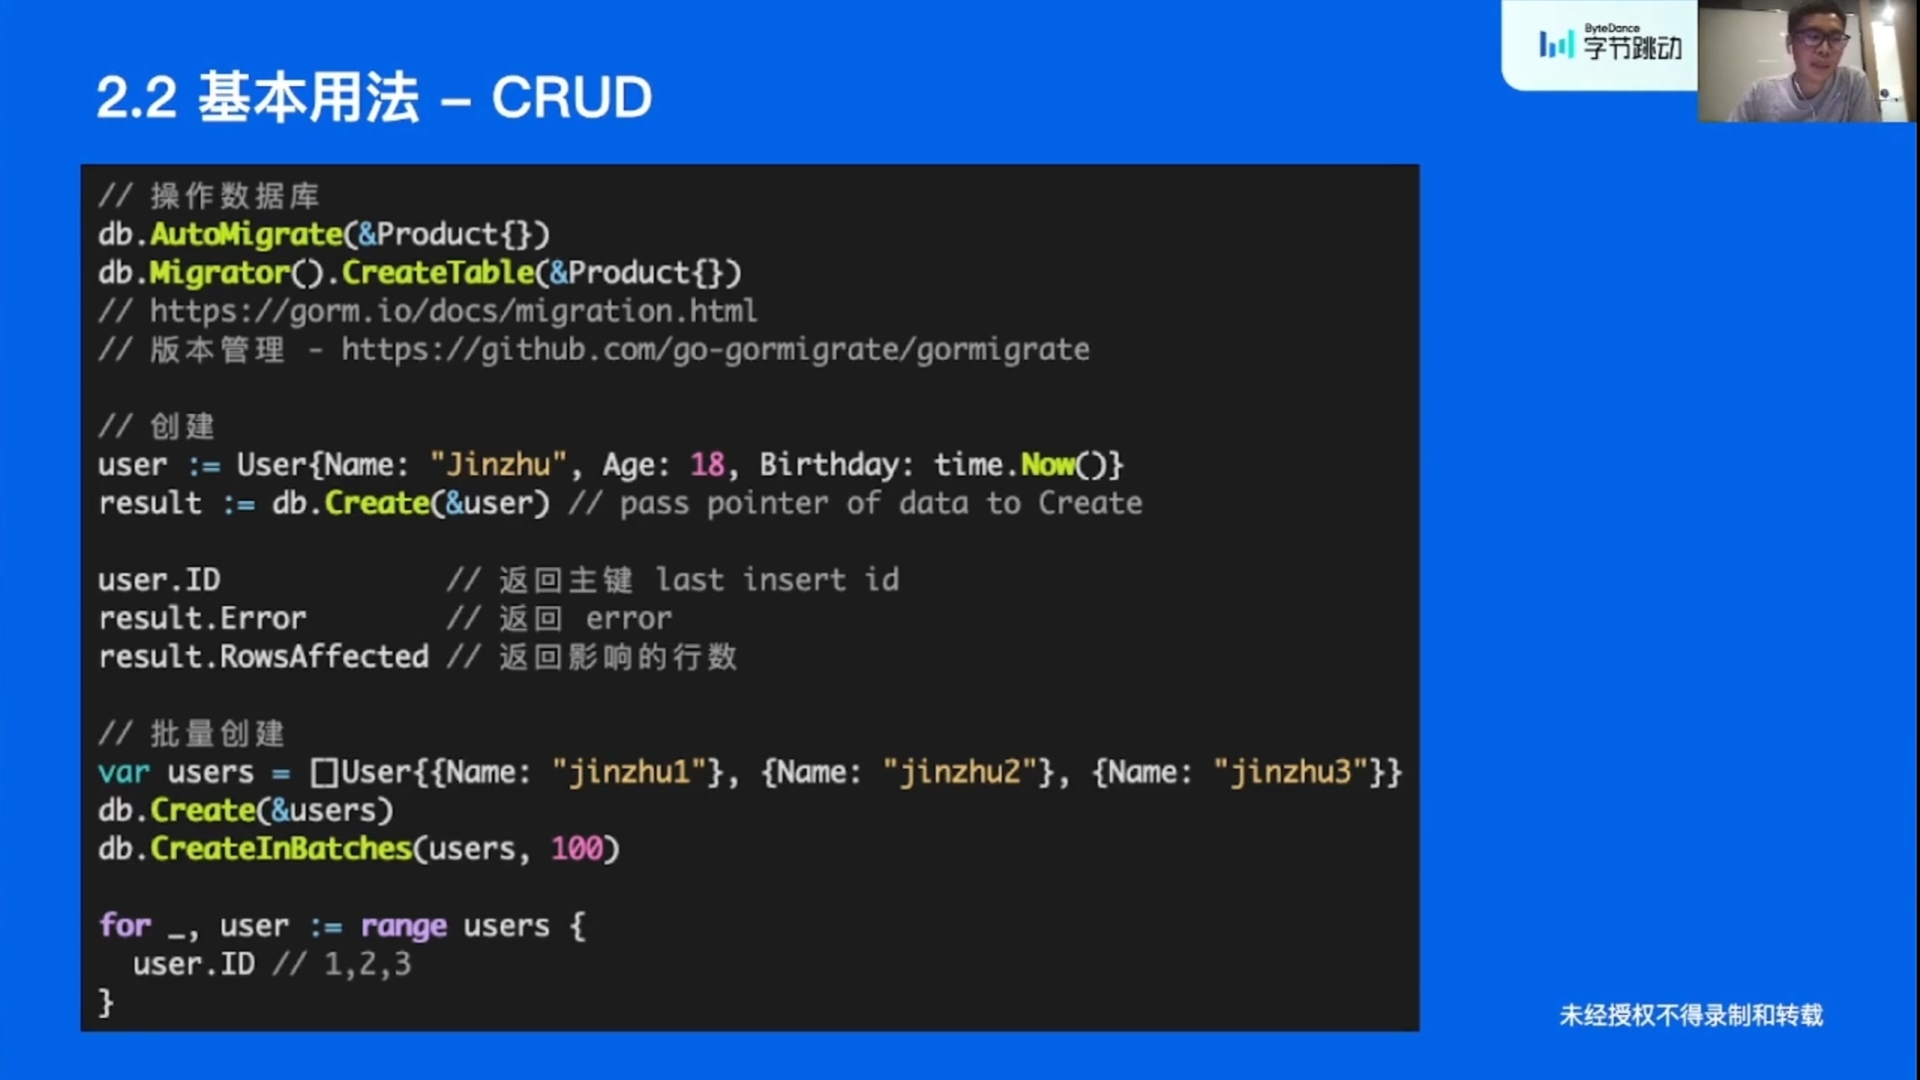 ByteDance
字节跳动
2.2 基本用法 – CRUD
// 操作数据库
db.AutoMigrate(&Product{})
db.Migrator().CreateTable(&Product{})
// https://gorm.io/docs/migration.html
// 版本管理 - https://github.com/go-gormigrate/gormigrate
// 创建
user := User{Name: "Jinzhu", Age: 18, Birthday: time.Now()}
result := db.Create(&user) // pass pointer of data to Create
user.ID // 返回主键 last insert id
result.Error // 返回 error
result.RowsAffected // 返回影响的行数
// 批量创建
var users = []User{{Name: "jinzhu1"}, {Name: "jinzhu2"}, {Name: "jinzhu3"}}
db.Create(&users)
db.CreateInBatches(users, 100)
for _, user := range users {
user.ID // 1,2,3
}
未经授权不得录制和转载